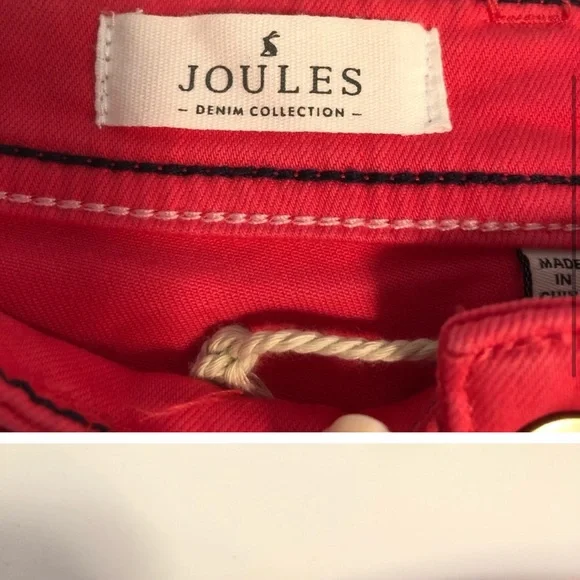 JOULES
– DENIM COLLECTION –
MADE
IN